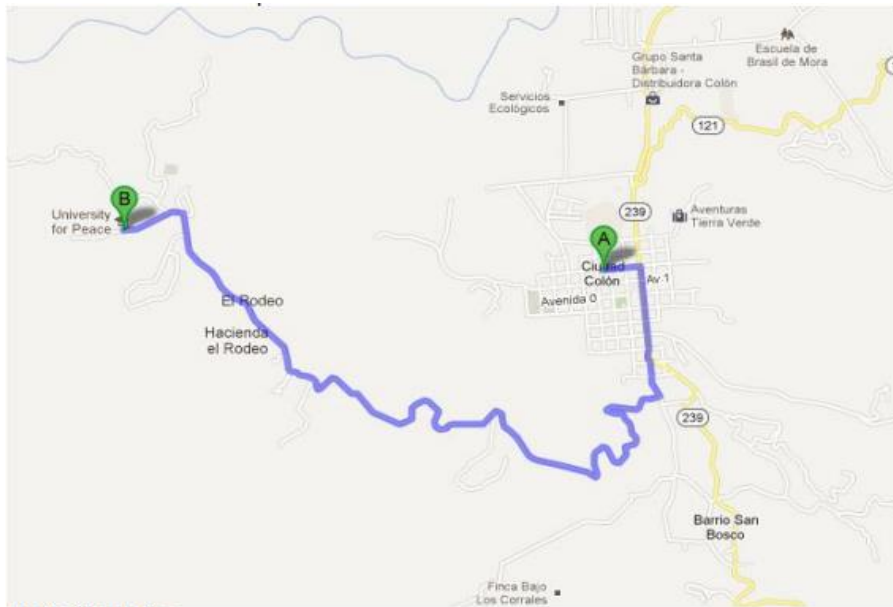 Escuela de
Brasil de Mora
Grupo Santa
Bárbara -
Distribuidora Colón
Servicios
Ecológicos
121
B
University
for Peace
239
Aventuras
Tierra Verde
A
Ciudad
Colón
Av 1
Avenida 0
El Rodeo
Hacienda
el Rodeo
239
Barrio San
Bosco
Finca Bajo
Los Corrales